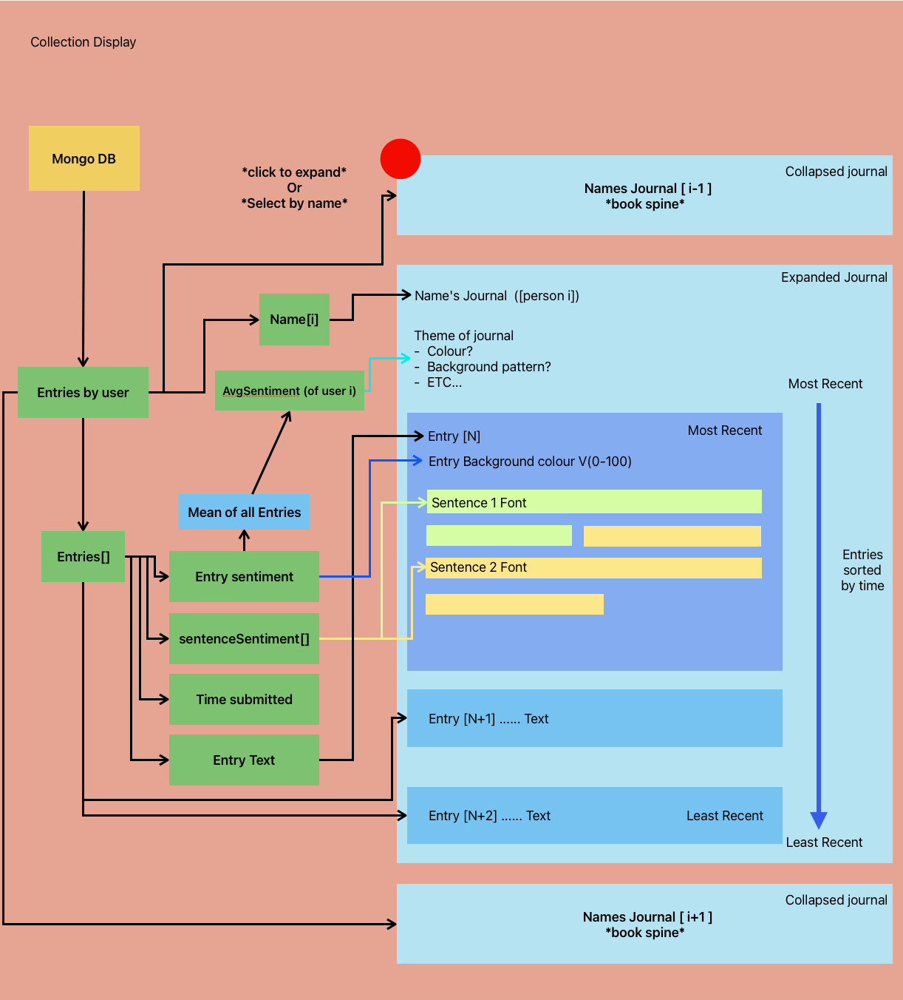 Collection Display
Mongo DB
*click to expand*
Or
*Select by name*
Collapsed journal
Names Journal [ i-1 ]
*book spine*
Expanded Journal
Name's Journal  ([person i])
Name[i]
Theme of journal
-  Colour?
-  Background pattern?
-  ETC...
Entries by user
AvgSentiment (of user i)
Most Recent
Entry [N]
Most Recent
Entry Background colour V(0-100)
Sentence 1 Font
Mean of all Entries
Entries[]
Entry sentiment
Sentence 2 Font
Entries
sorted
by time
sentenceSentiment[]
Time submitted
Entry Text
Entry [N+1] ...... Text
Entry [N+2] ...... Text
Least Recent
Least Recent
Collapsed journal
Names Journal [ i+1 ]
*book spine*